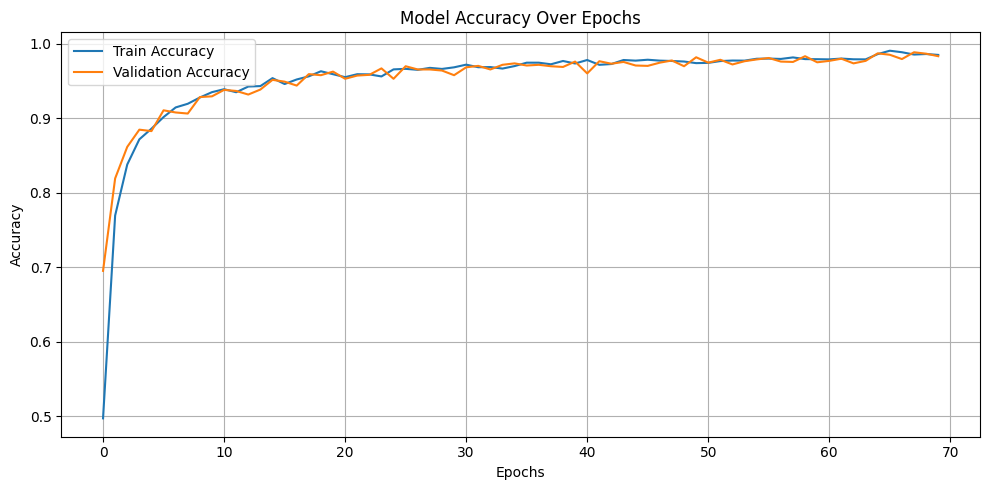 Model Accuracy Over Epochs
Train Accuracy
Validation Accuracy
Accuracy
1.0
0.9
0.8
0.7
0.6
0.5
0 10 20 30 40 50 60 70
Epochs